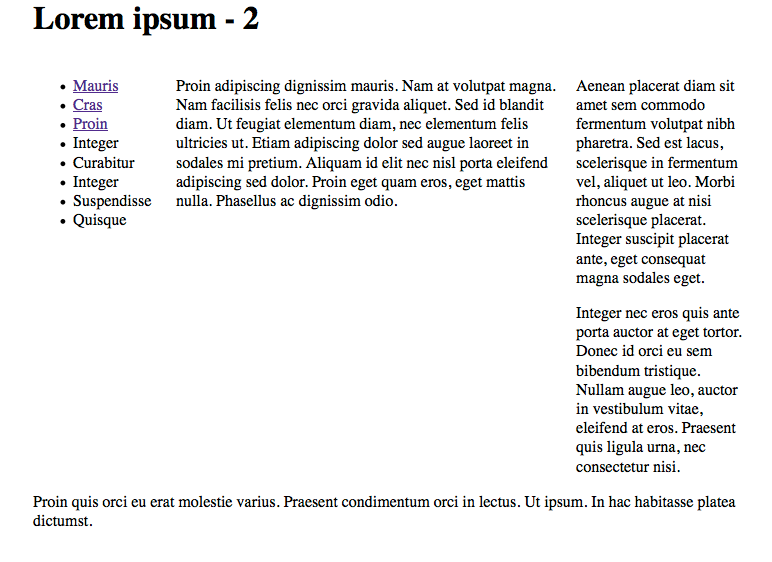 Lorem ipsum - 2
Mauris
Cras
Proin
Integer
Curabitur
Integer
Suspendisse
Quisque
Proin adipiscing dignissim mauris. Nam at volutpat magna.
Nam facilisis felis nec orci gravida aliquet. Sed id blandit
diam. Ut feugiat elementum diam, nec elementum felis
ultricies ut. Etiam adipiscing dolor sed augue laoreet in
sodales mi pretium. Aliquam id elit nec nisl porta eleifend
adipiscing sed dolor. Proin eget quam eros, eget mattis
nulla. Phasellus ac dignissim odio.
Aenean placerat diam sit
amet sem commodo
fermentum volutpat nibh
pharetra. Sed est lacus,
scelerisque in fermentum
vel, aliquet ut leo. Morbi
rhoncus augue at nisi
scelerisque placerat.
Integer suscipit placerat
ante, eget consequat
magna sodales eget.
Integer nec eros quis ante
porta auctor at eget tortor.
Donec id orci eu sem
bibendum tristique.
Nullam augue leo, auctor
in vestibulum vitae,
eleifend at eros. Praesent
quis ligula urna, nec
consectetur nisi.
Proin quis orci eu erat molestie varius. Praesent condimentum orci in lectus. Ut ipsum. In hac habitasse platea
dictumst.